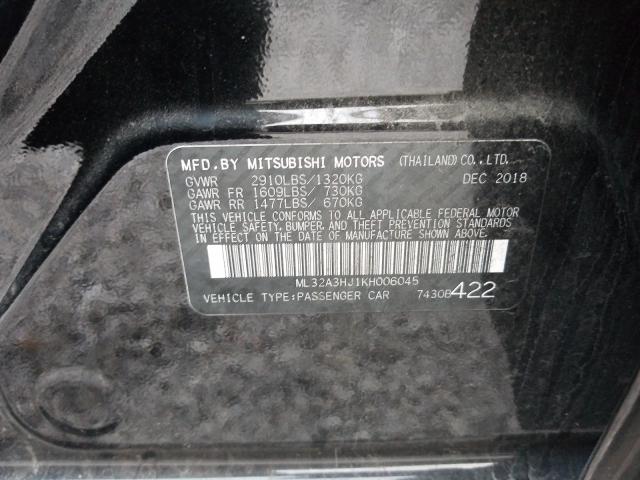 MFD.BY MITSUBISHI MOTORS (THAILAND)CO.,LTD.
GVWR 2910LBS/1320KG DEC 2018
GAWR FR 1609LBS/ 730KG
GAWR RR 1477LBS/ 670KG
THIS VEHICLE CONFORMS TO ALL APPLICABLE FEDERAL MOTOR
VEHICLE SAFETY, BUMPER, AND THEFT PREVENTION STANDARDS
IN EFFECT ON THE DATE OF MANUFACTURE SHOWN ABOVE.
ML32A3HJ1KH006045
VEHICLE TYPE:PASSENGER CAR 7430B422